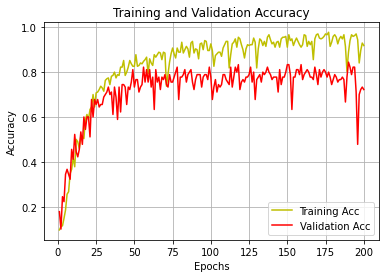 Training and Validation Accuracy
1.0
0.8
0.6
0.4
0.2
Accuracy
Training Acc
Validation Acc
0 25 50 75 100 125 150 175 200
Epochs